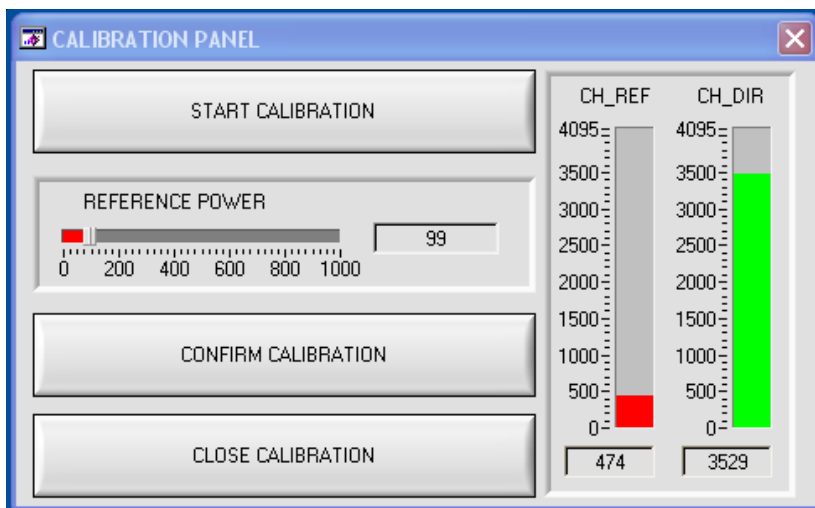 CALIBRATION PANEL
START CALIBRATION
REFERENCE POWER
99
0 200 400 600 800 1000
CONFIRM CALIBRATION
CLOSE CALIBRATION
CH_REF CH_DIR
4095 4095
3500 3500
3000 3000
2500 2500
2000 2000
1500 1500
1000 1000
500 500
0 0
474 3529